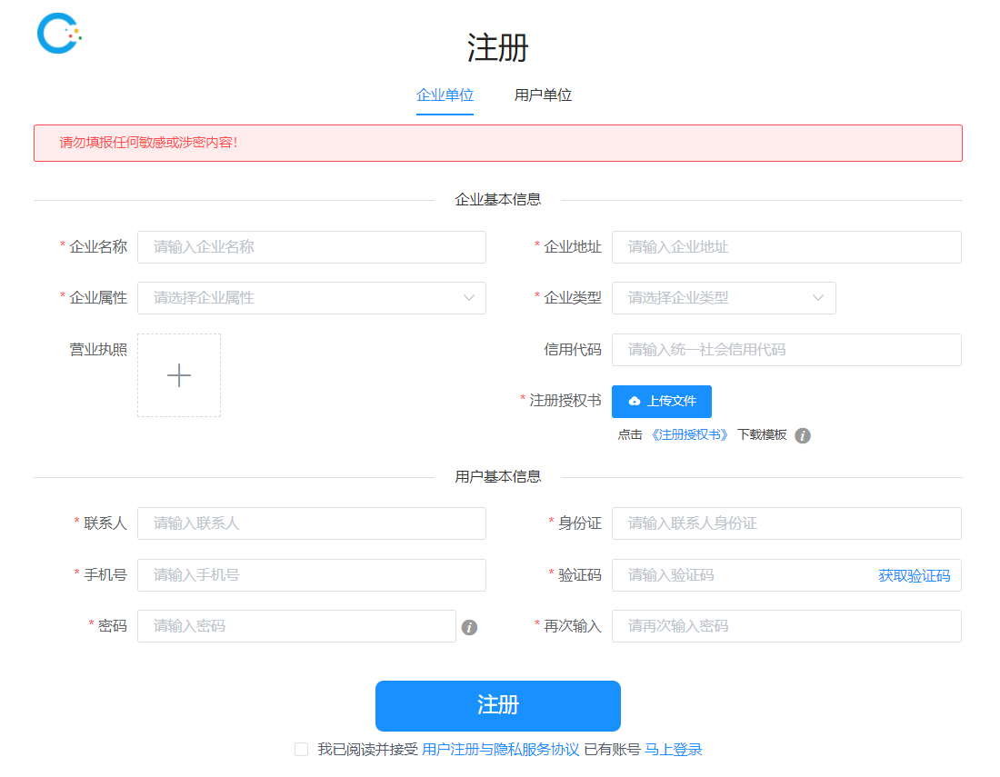 注册
企业单位 用户单位
请勿填报任何敏感或涉密内容!
企业基本信息
* 企业名称 请输入企业名称 * 企业地址 请输入企业地址
* 企业属性 请选择企业属性 * 企业类型 请选择企业类型
营业执照 信用代码 请输入统一社会信用代码
* 注册授权书 上传文件
点击 《注册授权书》 下载模板 i
用户基本信息
* 联系人 请输入联系人 * 身份证 请输入联系人身份证
* 手机号 请输入手机号 * 验证码 请输入验证码 获取验证码
* 密码 请输入密码 i * 再次输入 请再次输入密码
注册
我已阅读并接受 用户注册与隐私服务协议 已有账号 马上登录